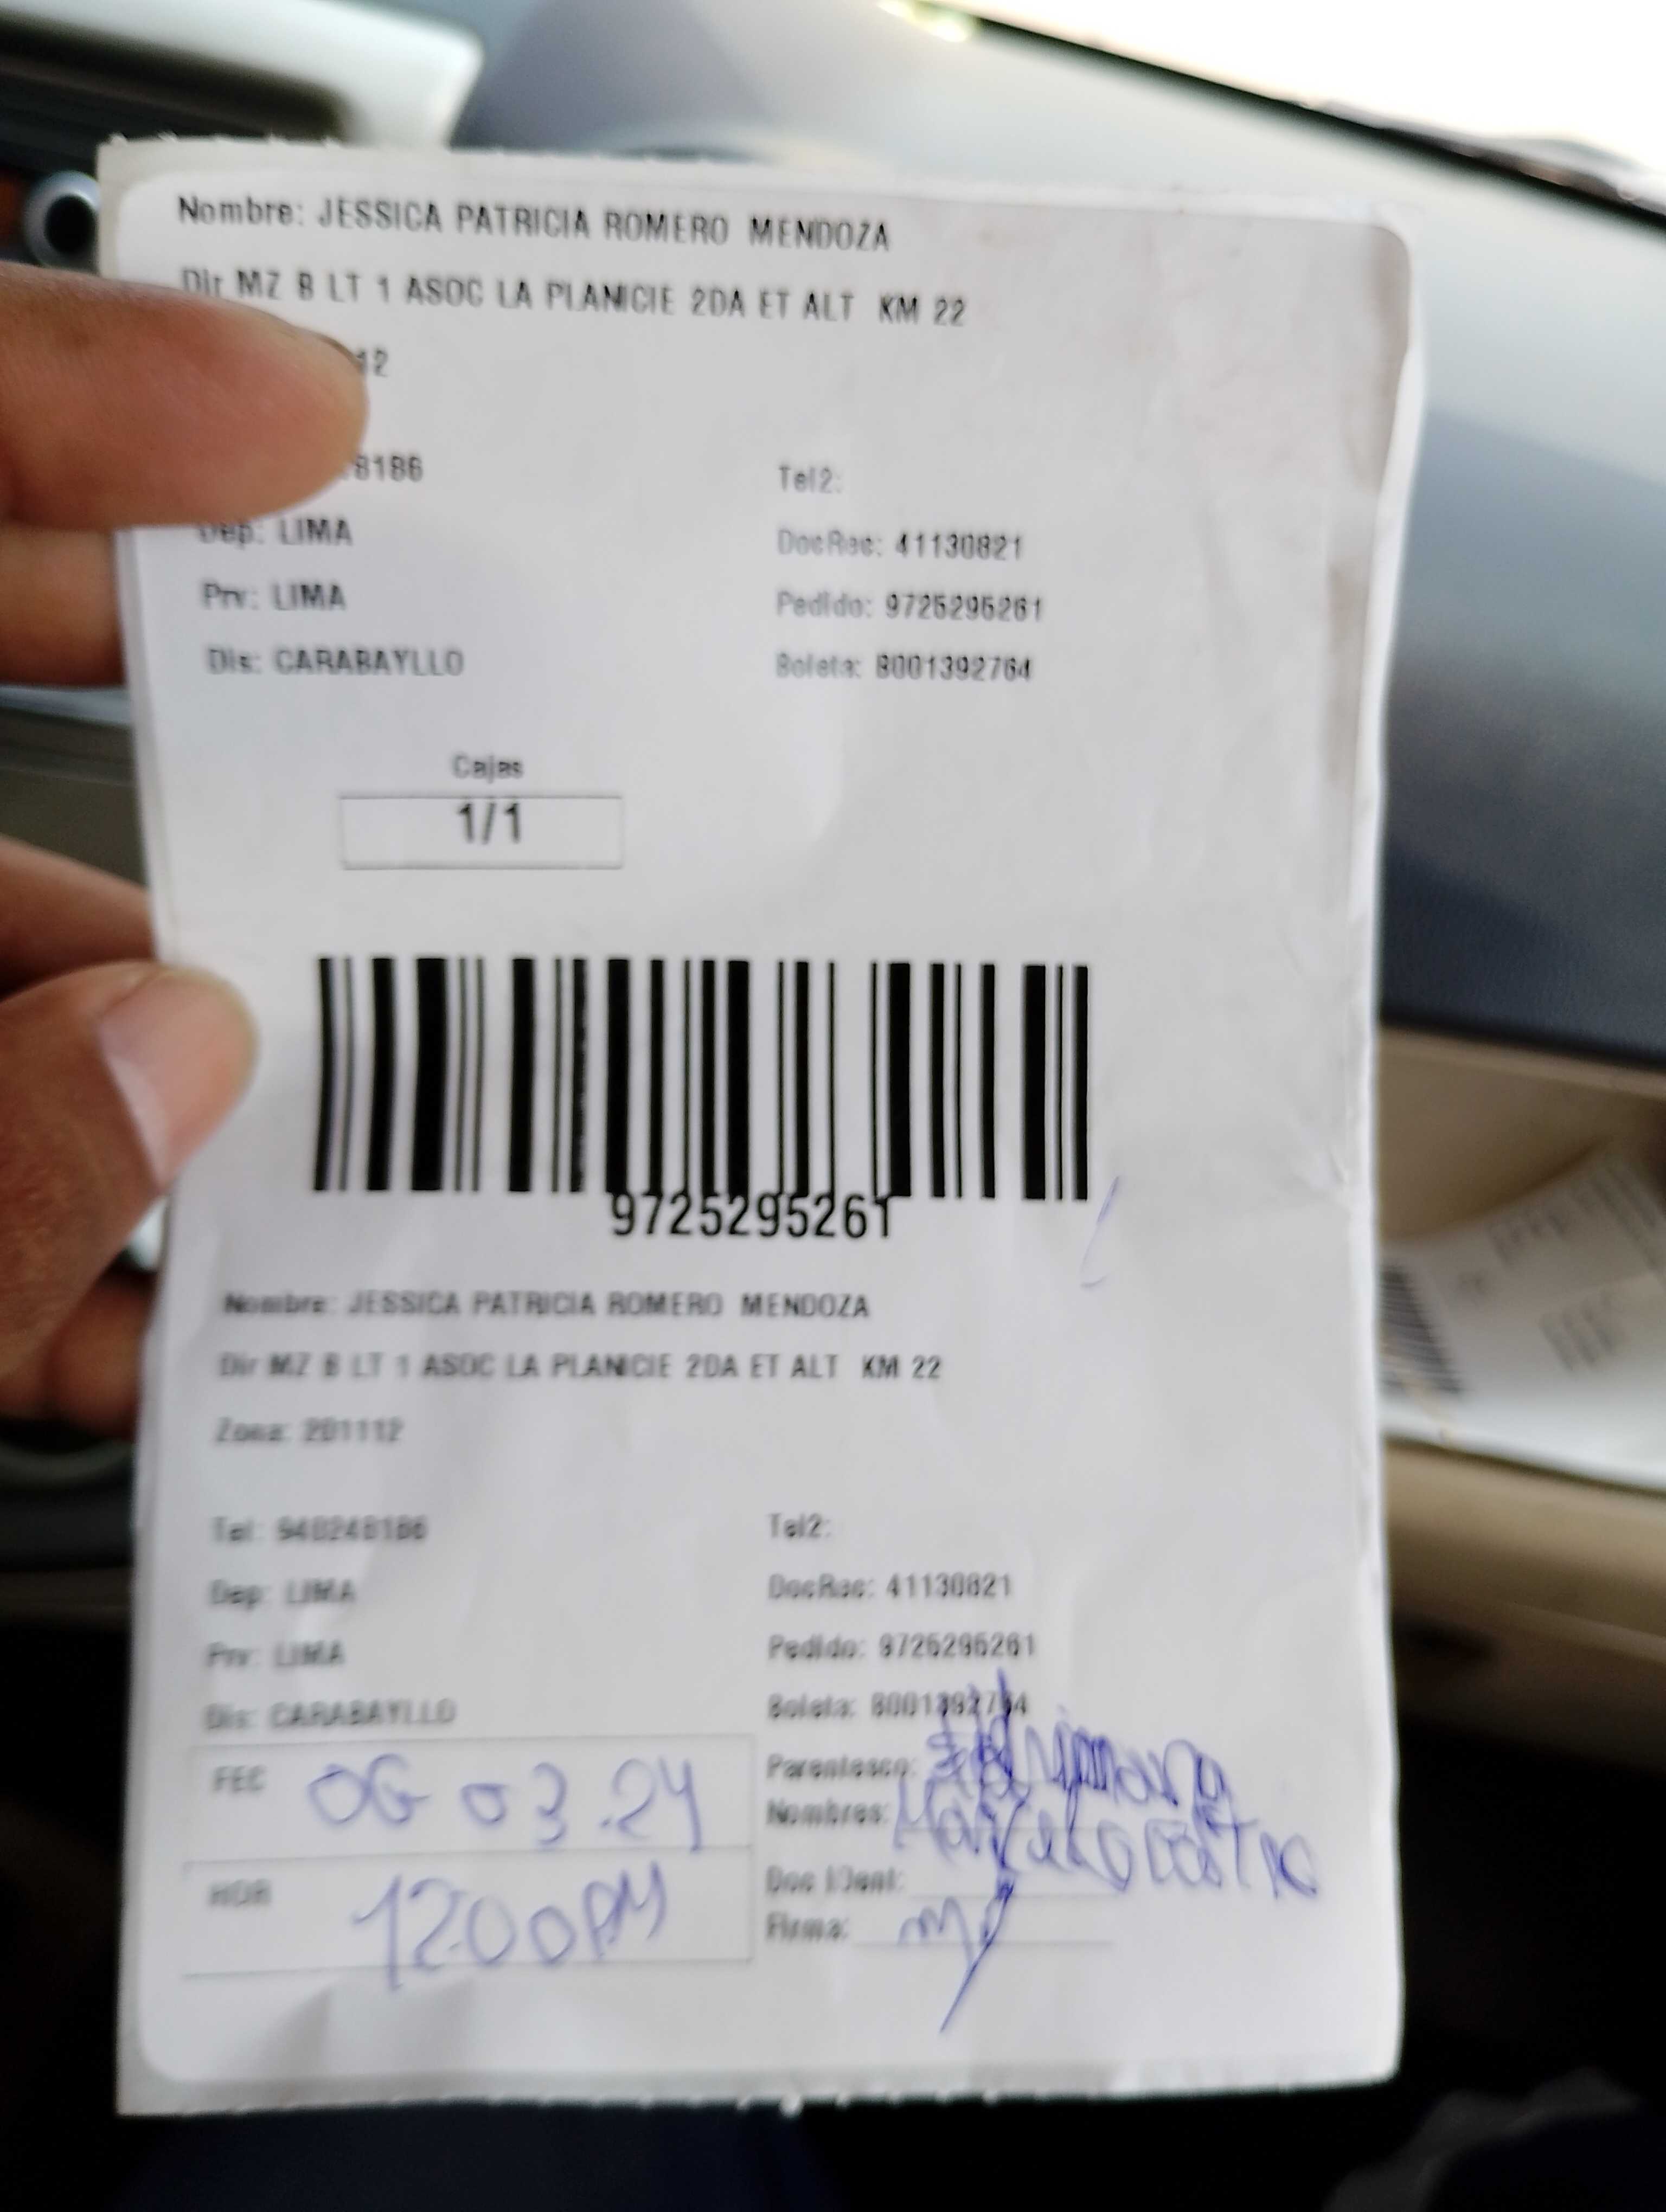 Nombre: JESSICA PATRICIA ROMERO MENDOZA
Dir MZ B LT 1 ASOC LA PLANICIE 2DA ET ALT KM 22
12
8186
Tel2:
Dep: LIMA
DocRec: 41130821
Prv: LIMA
Pedido: 9725295261
Dis: CARABAYLLO
Boleta: B001392764
Cajas
1/1
9725295261
Nombre: JESSICA PATRICIA ROMERO MENDOZA
Dir MZ B LT 1 ASOC LA PLANICIE 2DA ET ALT KM 22
Zona: 201112
Tel: 940248186
Tel2:
Dep: LIMA
DocRec: 41130821
Prv: LIMA
Pedido: 9725295261
Dis: CARABAYLLO
Boleta: B001392764
FEC 06 03.24
Parentesco:
Nombres:
HOR 1200PM
Doc IDent:
Firma: